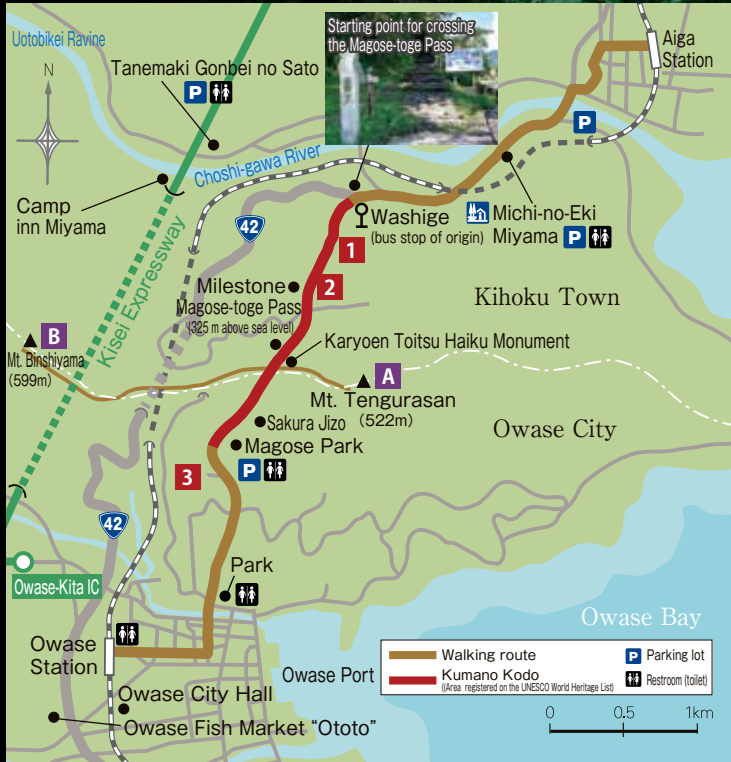 Starting point for crossing
the Magose-toge Pass
Uotobikei Ravine
Aiga
Station
N
Tanemaki Gonbei no Sato
P
P
Choshi-gawa River
Camp
inn Miyama
42
Washige
(bus stop of origin)
Michi-no-Eki
Miyama P
1
Kisei Expressway
Milestone
2
Magose-toge Pass
(325 m above sea level)
Kihoku Town
Karyoen Toitsu Haiku Monument
B
Mt. Binshiyama
(599m)
A
Mt. Tengurasan
(522m)
Owase City
Sakura Jizo
Magose Park
P
3
42
Owase-Kita IC
Park
Owase Bay
Owase
Station
Owase Port
Walking route
P Parking lot
Kumano Kodo
((Area registered on the UNESCO World Heritage List)
Restroom (toilet)
Owase City Hall
Owase Fish Market “Ototo”
0 0.5 1km